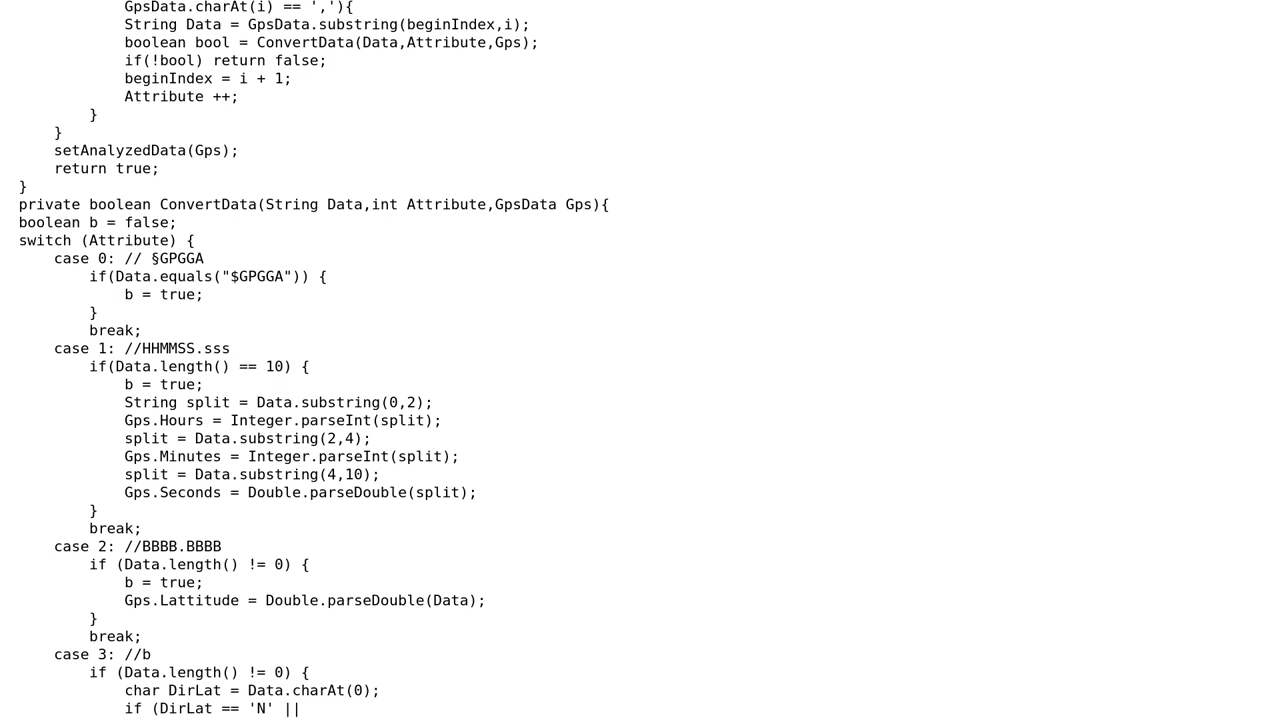 GpsData.charAt(i) == ','){
String Data = GpsData.substring(beginIndex,i);
boolean bool = ConvertData(Data,Attribute,Gps);
if(!bool) return false;
beginIndex = i + 1;
Attribute ++;
}
}
setAnalyzedData(Gps);
return true;
}
private boolean ConvertData(String Data,int Attribute,GpsData Gps){
boolean b = false;
switch (Attribute) {
case 0: // §GPGGA
if(Data.equals("$GPGGA")) {
b = true;
}
break;
case 1: //HHMMSS.sss
if(Data.length() == 10) {
b = true;
String split = Data.substring(0,2);
Gps.Hours = Integer.parseInt(split);
split = Data.substring(2,4);
Gps.Minutes = Integer.parseInt(split);
split = Data.substring(4,10);
Gps.Seconds = Double.parseDouble(split);
}
break;
case 2: //BBBB.BBBB
if (Data.length() != 0) {
b = true;
Gps.Lattitude = Double.parseDouble(Data);
}
break;
case 3: //b
if (Data.length() != 0) {
char DirLat = Data.charAt(0);
if (DirLat == 'N' ||